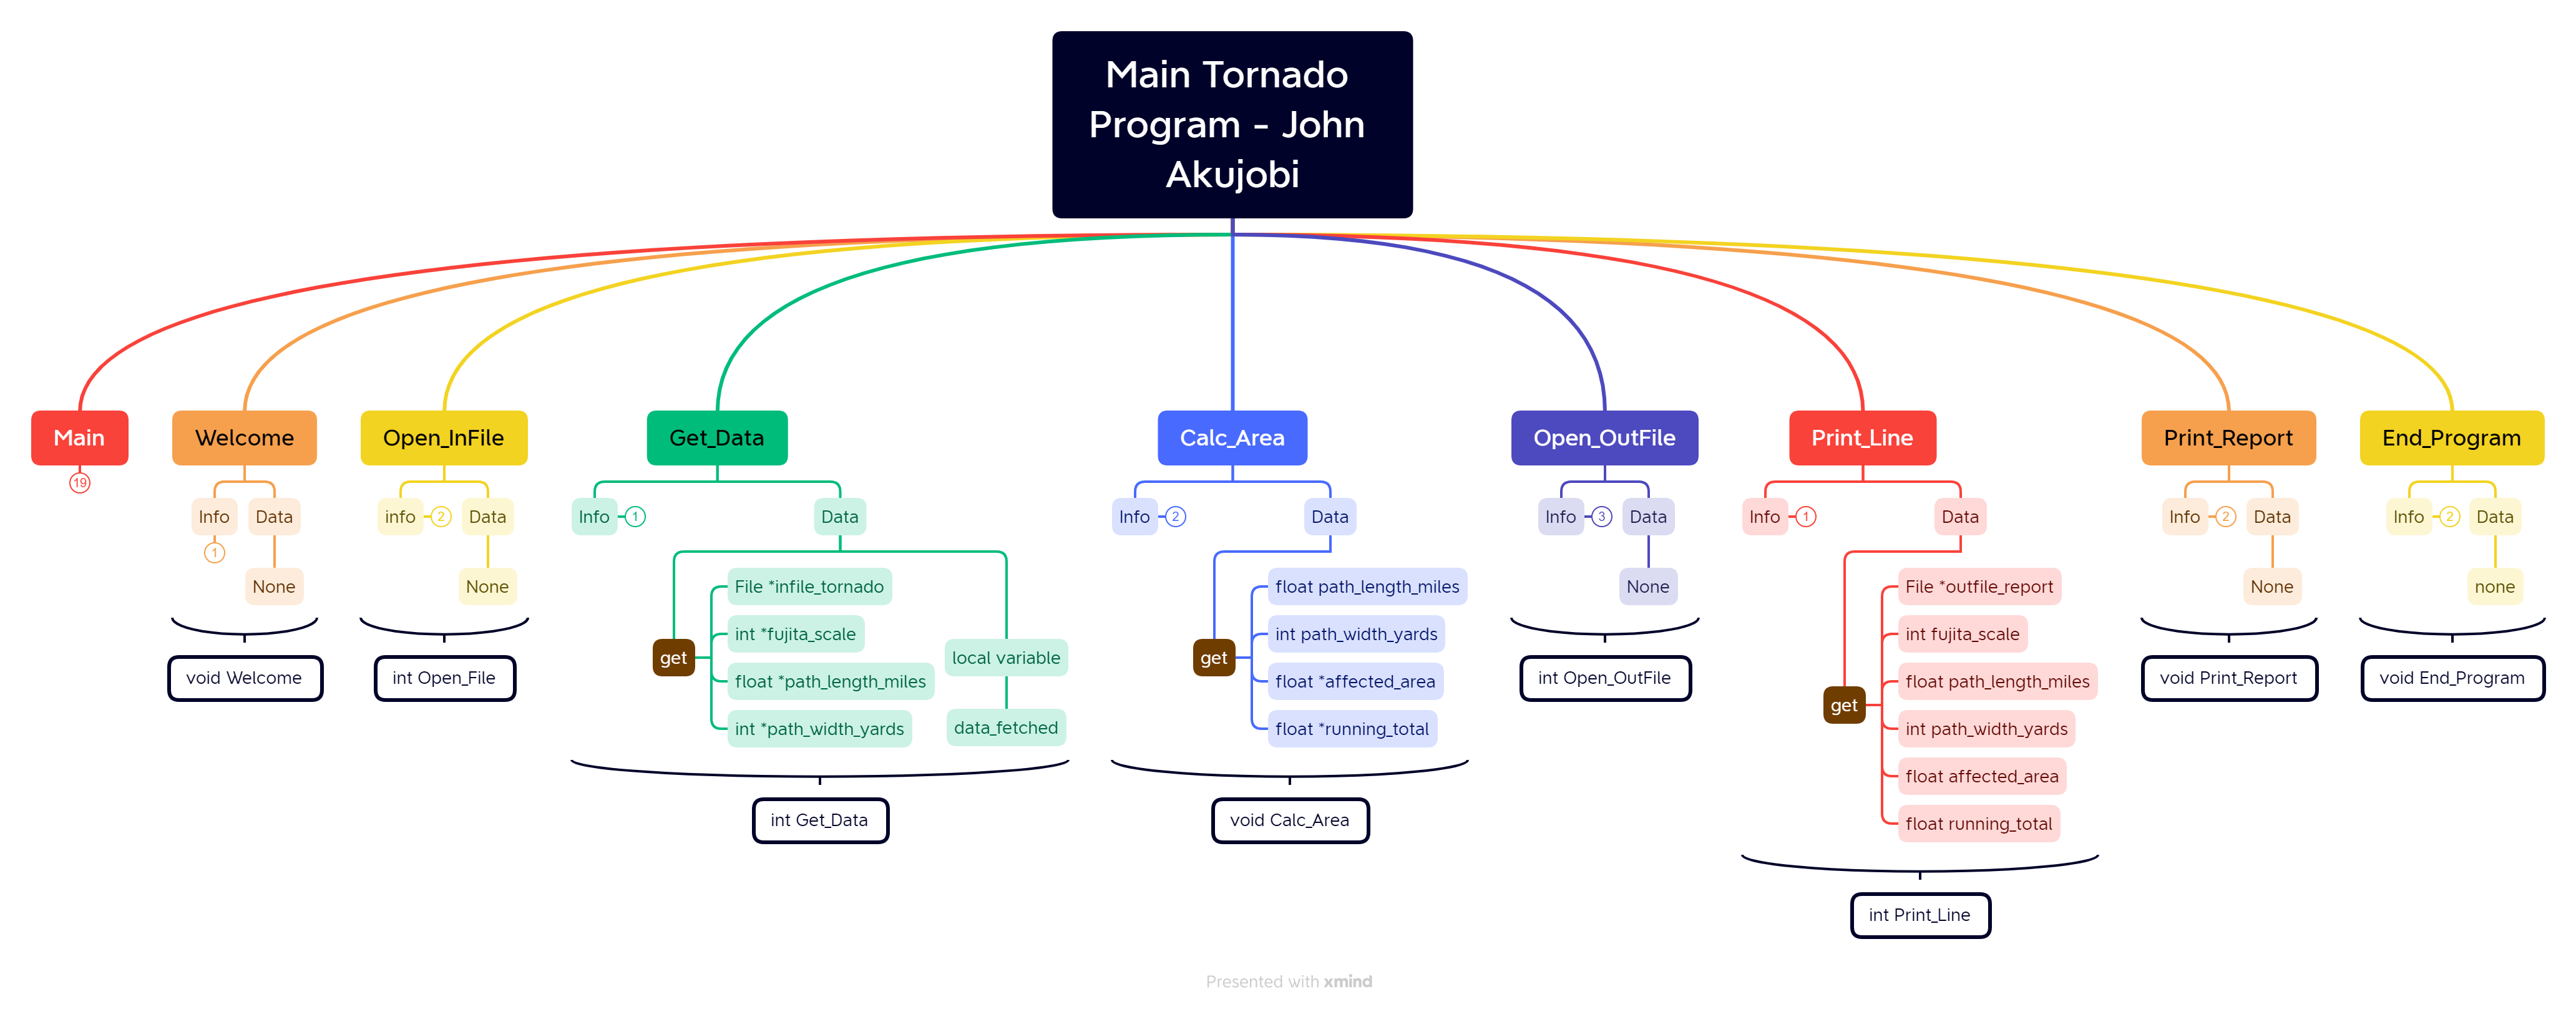 Main Tornado
Program - John
Akujobi
Main
Welcome
Open_InFile
Get_Data
Calc_Area
Open_OutFile
Print_Line
Print_Report
End_Program
19
Info
1
Data
None
void Welcome
info
2
Data
None
int Open_File
Info
1
Data
get
File *infile_tornado
int *fujita_scale
float *path_length_miles
int *path_width_yards
local variable
data_fetched
int Get_Data
Info
2
Data
get
float path_length_miles
int path_width_yards
float *affected_area
float *running_total
void Calc_Area
Info
3
Data
None
int Open_OutFile
Info
1
Data
get
File *outfile_report
int fujita_scale
float path_length_miles
int path_width_yards
float affected_area
float running_total
int Print_Line
Info
2
Data
None
void Print_Report
Info
2
Data
none
void End_Program
Presented with xmind